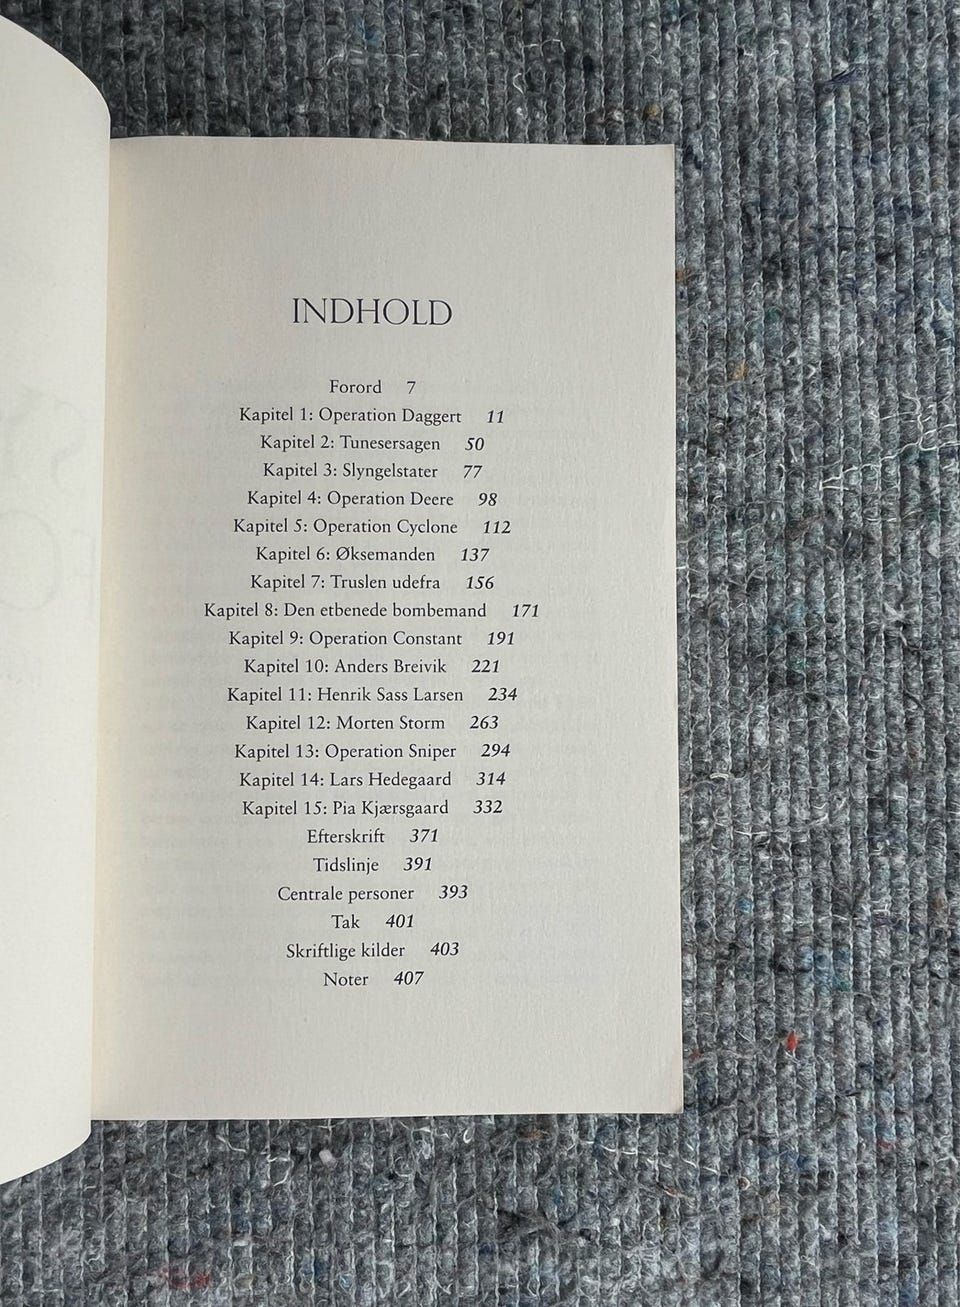 INDHOLD
Forord 7
Kapitel 1: Operation Daggert 11
Kapitel 2: Tunesersagen 50
Kapitel 3: Slyngelstater 77
Kapitel 4: Operation Deere 98
Kapitel 5: Operation Cyclone 112
Kapitel 6: Øksemanden 137
Kapitel 7: Truslen udefra 156
Kapitel 8: Den etbenede bombemand 171
Kapitel 9: Operation Constant 191
Kapitel 10: Anders Breivik 221
Kapitel 11: Henrik Sass Larsen 234
Kapitel 12: Morten Storm 263
Kapitel 13: Operation Sniper 294
Kapitel 14: Lars Hedegaard 314
Kapitel 15: Pia Kjærsgaard 332
Efterskrift 371
Tidslinje 391
Centrale personer 393
Tak 401
Skriftlige kilder 403
Noter 407